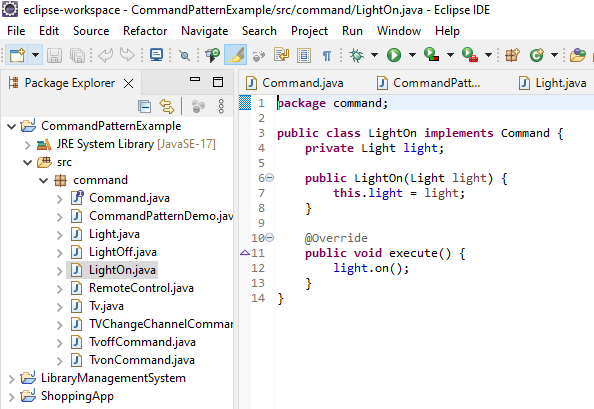 eclipse-workspace - CommandPatternExample/src/command/LightOn.java - Eclipse IDE
File Edit Source Refactor Navigate Search Project Run Window Help
Package Explorer
CommandPatternExample
JRE System Library [JavaSE-17]
src
command
Command.java
CommandPatternDemo.java
Light.java
LightOff.java
LightOn.java
RemoteControl.java
Tv.java
TVChangeChannelComma
TvoffCommand.java
TvonCommand.java
LibraryManagementSystem
ShoppingApp
Command.java CommandPatt... Light.java
1 package command;
2
3 public class LightOn implements Command {
4 private Light light;
5
6 public LightOn(Light light) {
7 this.light = light;
8 }
9
10 @Override
11 public void execute() {
12 light.on();
13 }
14 }